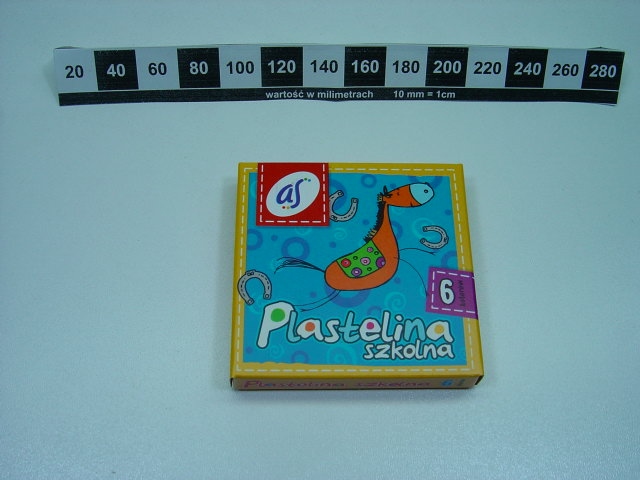 20 40 60 80 100 120 140 160 180 200 220 240 260 280
wartość w milimetrach 10 mm = 1cm
as
6
Plastelina
szkolna
Plastelina szkolna 6